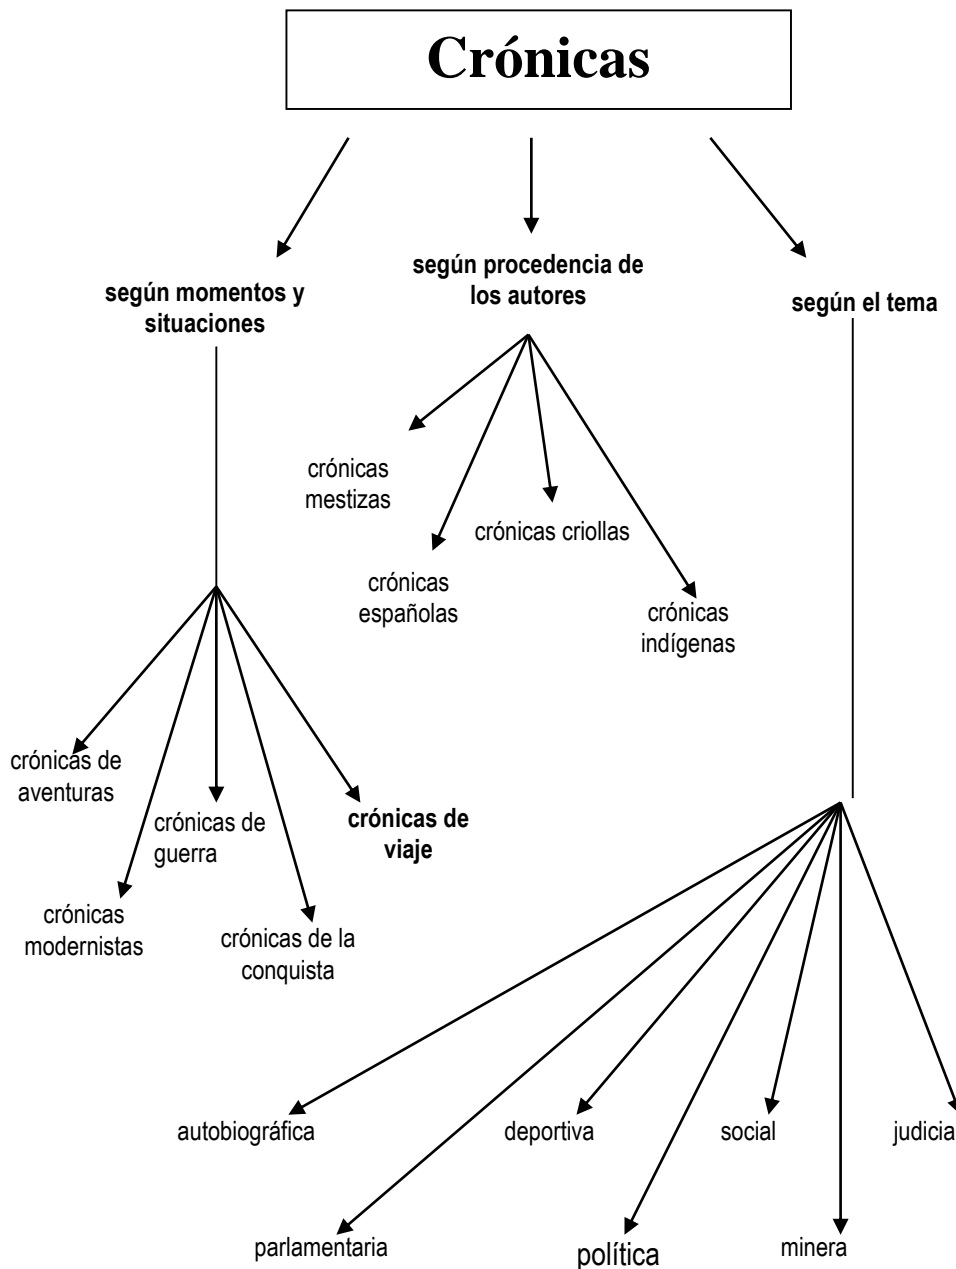 Crónicas
según momentos y
situaciones
según procedencia de
los autores
según el tema
crónicas
mestizas
crónicas criollas
crónicas
españolas
crónicas
indígenas
crónicas de
aventuras
crónicas de
guerra
crónicas de
viaje
crónicas
modernistas
crónicas de la
conquista
autobiográfica
deportiva
social
judicia
parlamentaria
política
minera